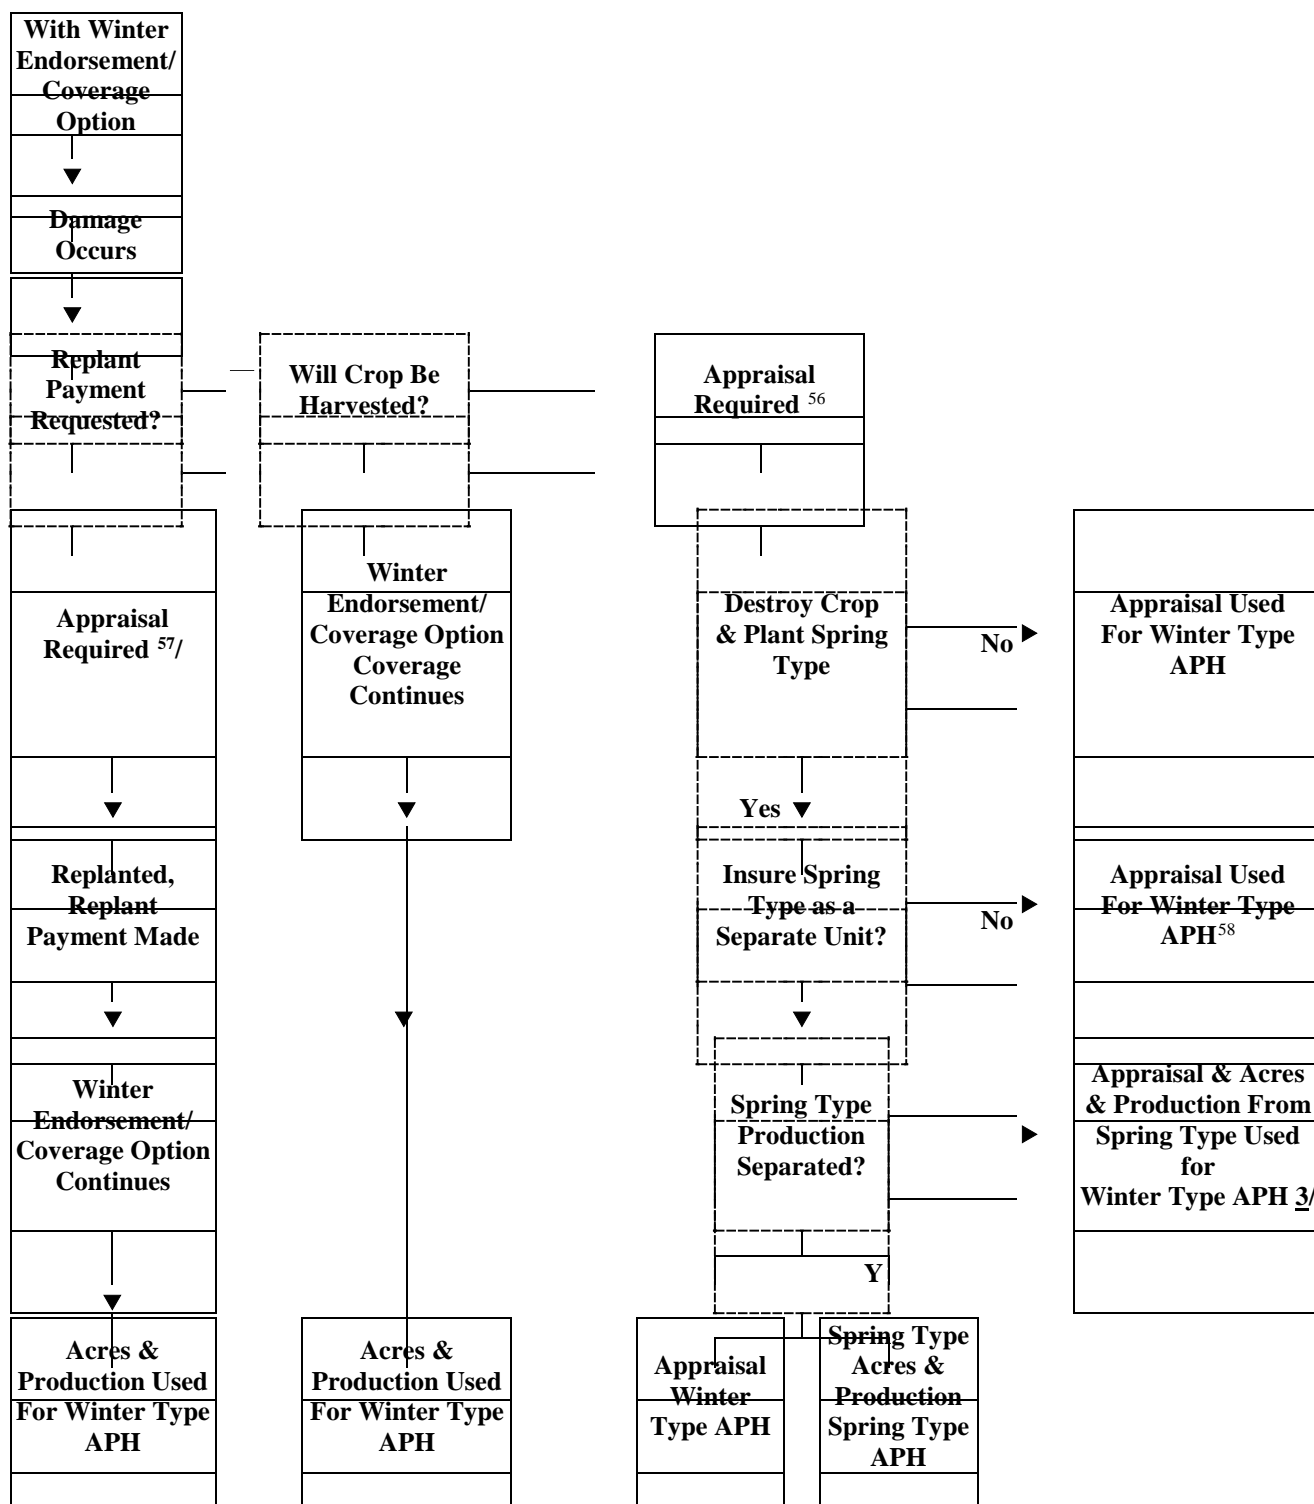 With Winter
Endorsement/
Coverage
Option
Damage
Occurs
Replant
Payment
Requested?
Will Crop Be
Harvested?
Appraisal
Required 56
Appraisal
Required 57/
Winter
Endorsement/
Coverage Option
Coverage
Continues
Destroy Crop
& Plant Spring
Type
No
Appraisal Used
For Winter Type
APH
Yes
Replanted,
Replant
Payment Made
Insure Spring
Type as a
Separate Unit?
No
Appraisal Used
For Winter Type
APH58
Winter
Endorsement/
Coverage Option
Continues
Spring Type
Production
Separated?
Appraisal & Acres
& Production From
Spring Type Used
for
Winter Type APH 3/
Y
Acres &
Production Used
For Winter Type
APH
Acres &
Production Used
For Winter Type
APH
Appraisal
Winter
Type APH
Spring Type
Acres &
Production
Spring Type
APH